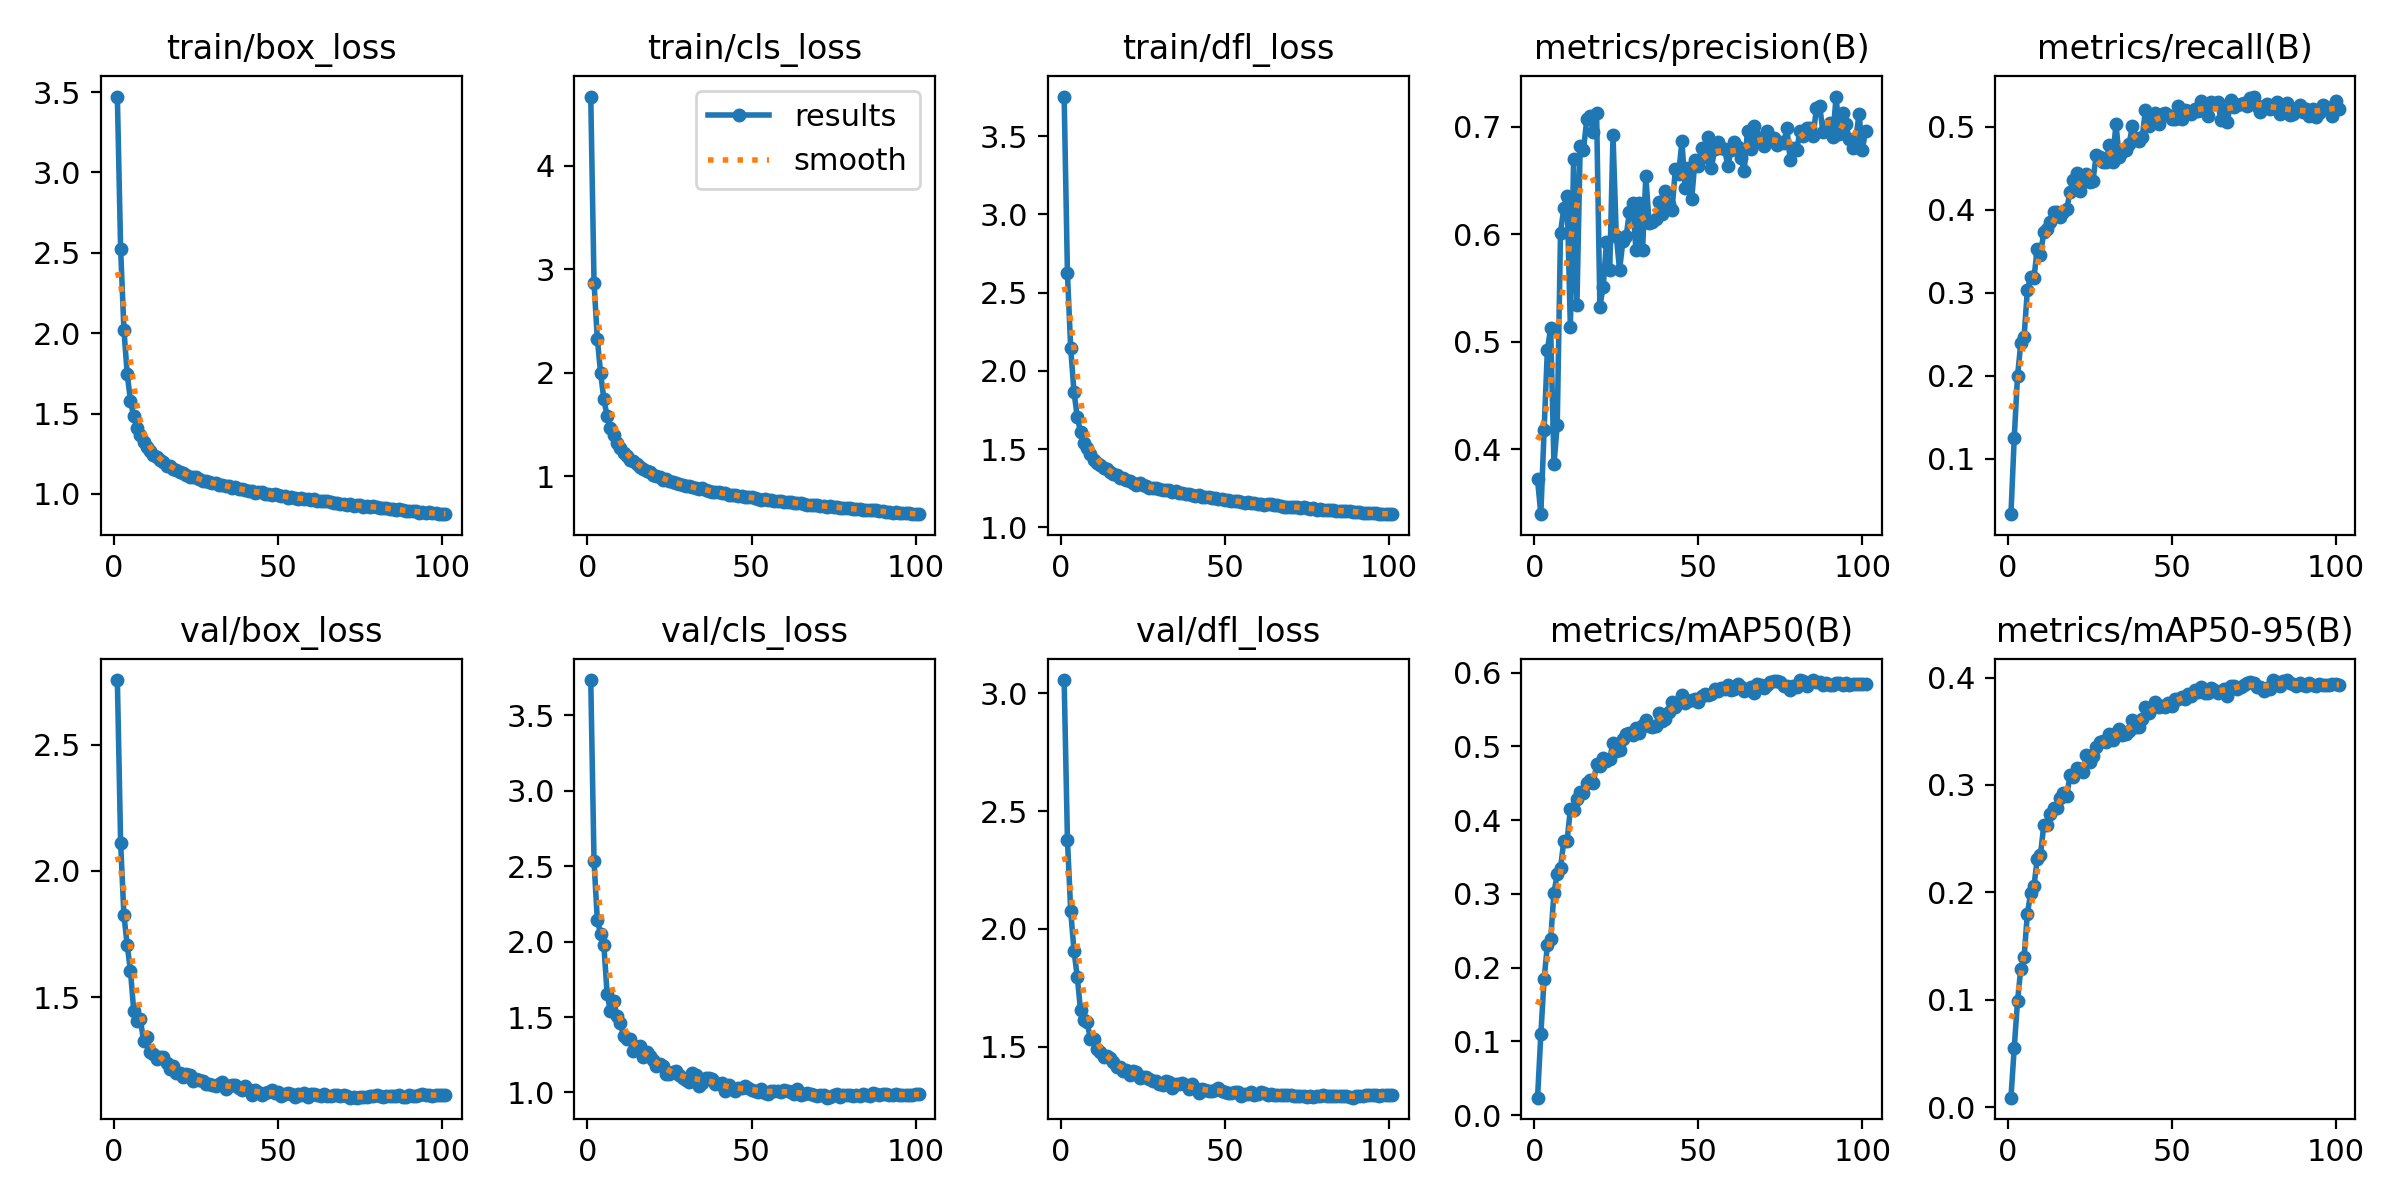 train/box_loss
3.5
3.0
2.5
2.0
1.5
1.0
0 50 100
train/cls_loss
results
smooth
4
3
2
1
0 50 100
train/dfl_loss
3.5
3.0
2.5
2.0
1.5
1.0
0 50 100
metrics/precision(B)
0.7
0.6
0.5
0.4
0 50 100
metrics/recall(B)
0.5
0.4
0.3
0.2
0.1
0 50 100
val/box_loss
2.5
2.0
1.5
0 50 100
val/cls_loss
3.5
3.0
2.5
2.0
1.5
1.0
0 50 100
val/dfl_loss
3.0
2.5
2.0
1.5
0 50 100
metrics/mAP50(B)
0.6
0.5
0.4
0.3
0.2
0.1
0.0
0 50 100
metrics/mAP50-95(B)
0.4
0.3
0.2
0.1
0.0
0 50 100